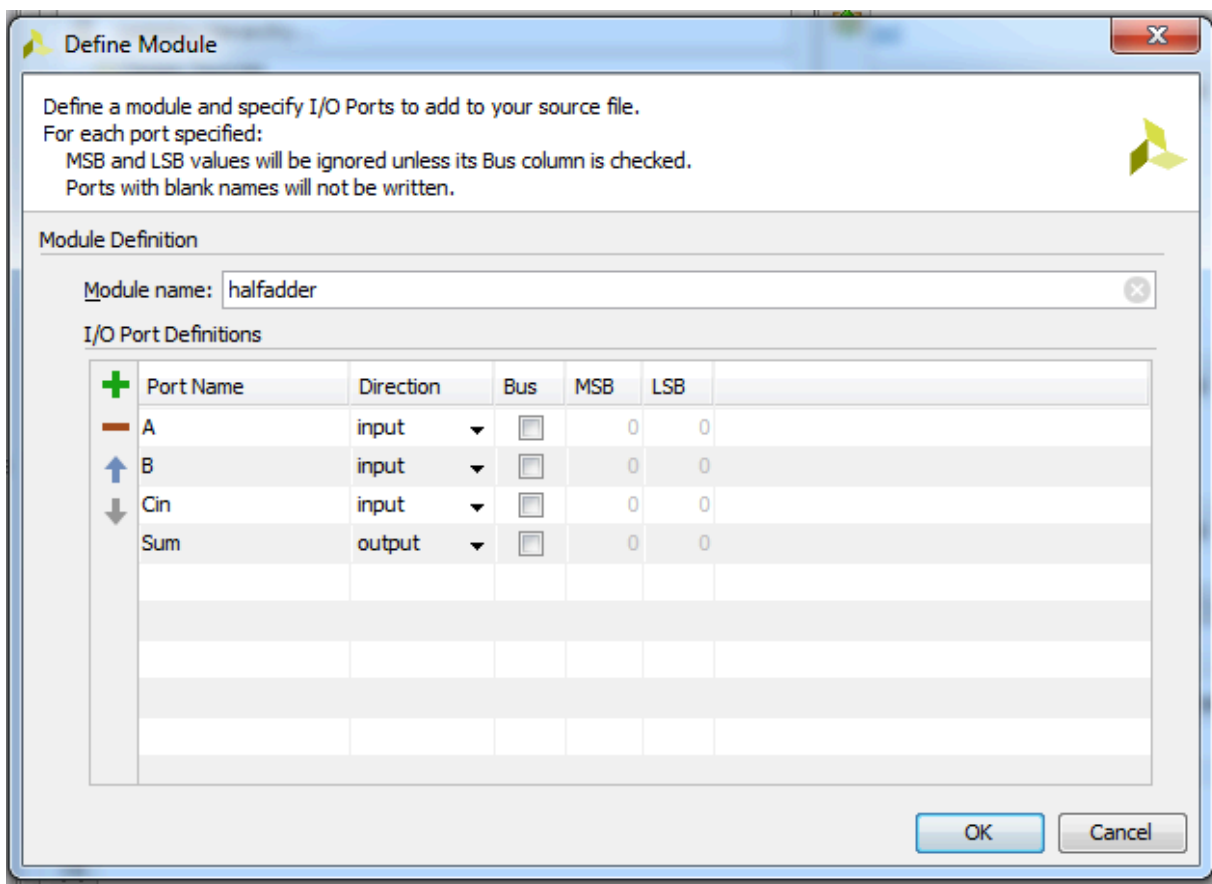 Define Module
Define a module and specify I/O Ports to add to your source file.
For each port specified:
MSB and LSB values will be ignored unless its Bus column is checked.
Ports with blank names will not be written.
Module Definition
Module name: halfadder
I/O Port Definitions
Port Name Direction Bus MSB LSB
A input 0 0
B input 0 0
Cin input 0 0
Sum output 0 0
OK Cancel